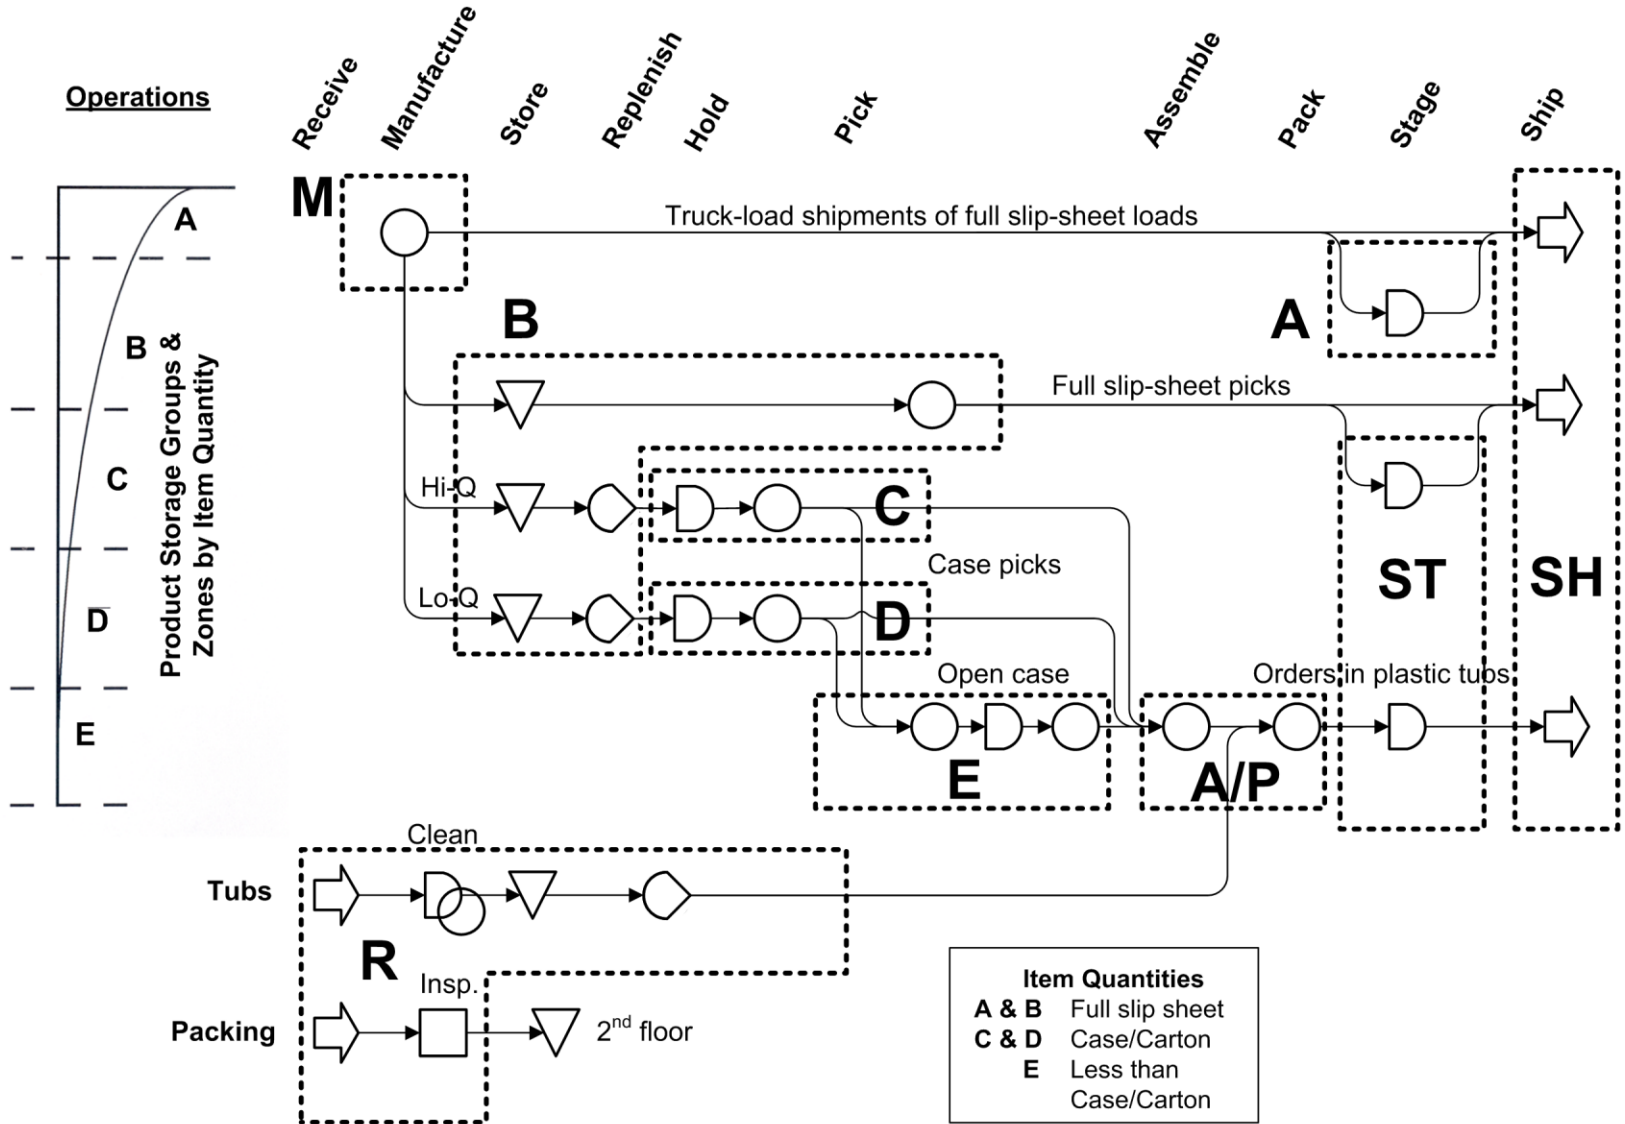 Operations
Receive
Manufacture
Store
Replenish
Hold
Pick
Assemble
Pack
Stage
Ship
A
B
C
D
E
Product Storage Groups &
Zones by Item Quantity
M
Truck-load shipments of full slip-sheet loads
A
B
Full slip-sheet picks
Hi-Q
C
Case picks
Lo-Q
D
ST
SH
Open case
Orders in plastic tubs
E
A/P
Clean
Tubs
R
Insp.
Packing
2nd floor
Item Quantities
A & B Full slip sheet
C & D Case/Carton
E Less than
Case/Carton